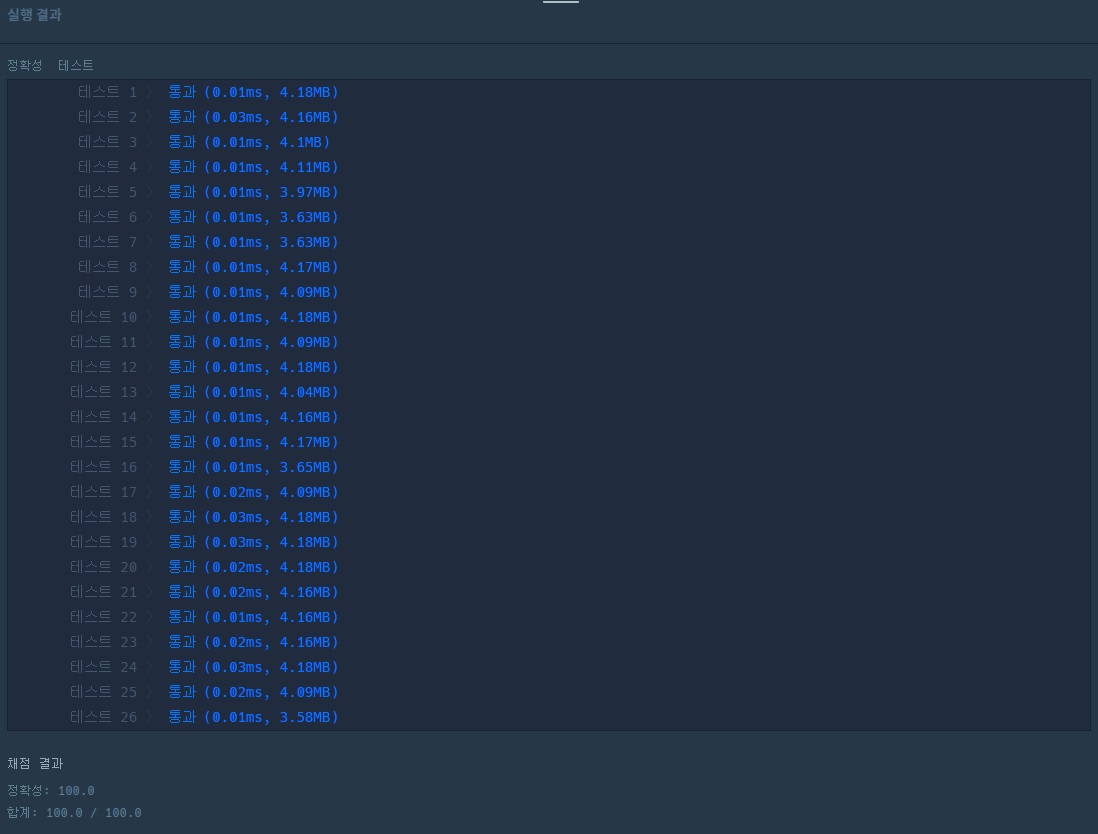 실행 결과
정확성 테스트
테스트 1 〉 통과 (0.01ms, 4.18MB)
테스트 2 〉 통과 (0.03ms, 4.16MB)
테스트 3 〉 통과 (0.01ms, 4.1MB)
테스트 4 〉 통과 (0.01ms, 4.11MB)
테스트 5 〉 통과 (0.01ms, 3.97MB)
테스트 6 〉 통과 (0.01ms, 3.63MB)
테스트 7 〉 통과 (0.01ms, 3.63MB)
테스트 8 〉 통과 (0.01ms, 4.17MB)
테스트 9 〉 통과 (0.01ms, 4.09MB)
테스트 10 〉 통과 (0.01ms, 4.18MB)
테스트 11 〉 통과 (0.01ms, 4.09MB)
테스트 12 〉 통과 (0.01ms, 4.18MB)
테스트 13 〉 통과 (0.01ms, 4.04MB)
테스트 14 〉 통과 (0.01ms, 4.16MB)
테스트 15 〉 통과 (0.01ms, 4.17MB)
테스트 16 〉 통과 (0.01ms, 3.65MB)
테스트 17 〉 통과 (0.02ms, 4.09MB)
테스트 18 〉 통과 (0.03ms, 4.18MB)
테스트 19 〉 통과 (0.03ms, 4.18MB)
테스트 20 〉 통과 (0.02ms, 4.18MB)
테스트 21 〉 통과 (0.02ms, 4.16MB)
테스트 22 〉 통과 (0.01ms, 4.16MB)
테스트 23 〉 통과 (0.02ms, 4.16MB)
테스트 24 〉 통과 (0.03ms, 4.18MB)
테스트 25 〉 통과 (0.02ms, 4.09MB)
테스트 26 〉 통과 (0.01ms, 3.58MB)
채점 결과
정확성: 100.0
합계: 100.0 / 100.0